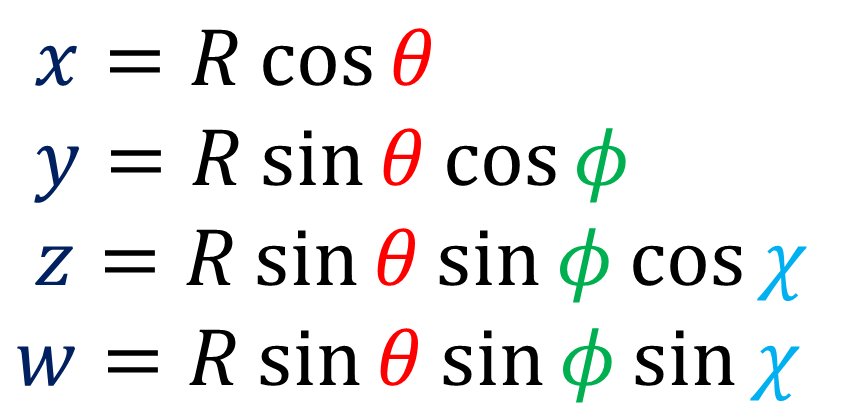 x = R cos θ
y = R sin θ cos ϕ
z = R sin θ sin ϕ cos χ
w = R sin θ sin ϕ sin χ